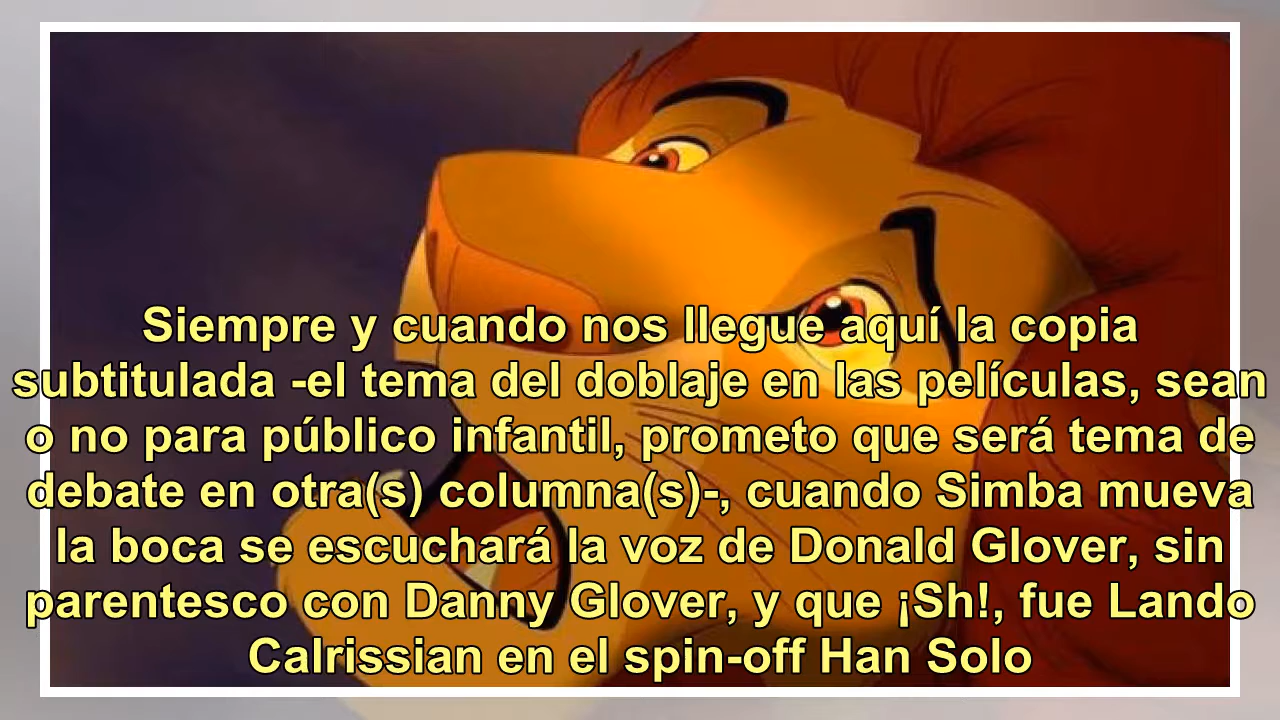 Siempre y cuando nos llegue aquí la copia
subtitulada -el tema del doblaje en las películas, sean
o no para público infantil, prometo que será tema de
debate en otra(s) columna(s)-, cuando Simba mueva
la boca se escuchará la voz de Donald Glover, sin
parentesco con Danny Glover, y que ¡Sh!, fue Lando
Calrissian en el spin-off Han Solo